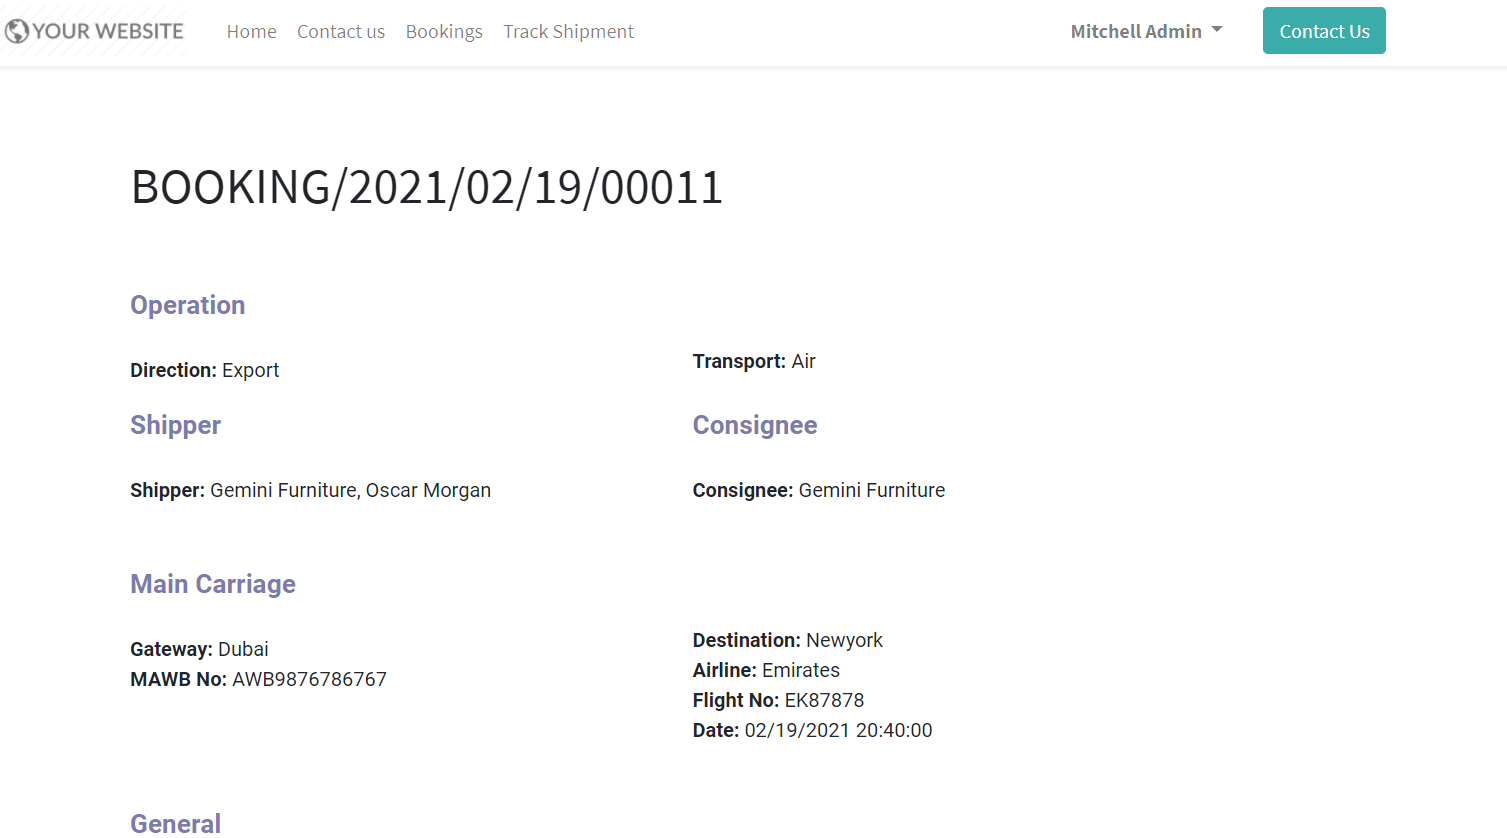 YOUR WEBSITE Home Contact us Bookings Track Shipment Mitchell Admin Contact Us
BOOKING/2021/02/19/00011
Operation
Direction: Export
Transport: Air
Shipper
Consignee
Shipper: Gemini Furniture, Oscar Morgan
Consignee: Gemini Furniture
Main Carriage
Gateway: Dubai
MAWB No: AWB9876786767
Destination: Newyork
Airline: Emirates
Flight No: EK87878
Date: 02/19/2021 20:40:00
General